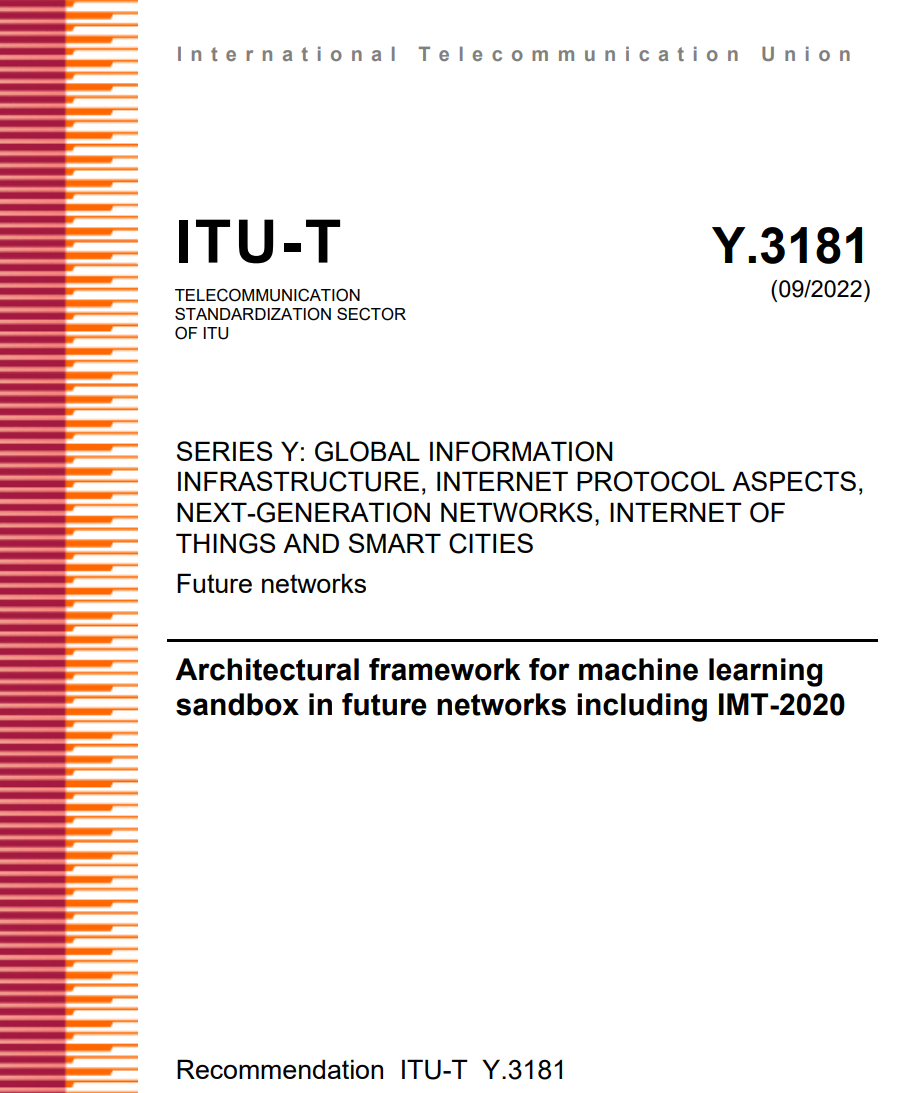 International Telecommunication Union
ITU-T
Y.3181
(09/2022)
TELECOMMUNICATION
STANDARDIZATION SECTOR
OF ITU
SERIES Y: GLOBAL INFORMATION
INFRASTRUCTURE, INTERNET PROTOCOL ASPECTS,
NEXT-GENERATION NETWORKS, INTERNET OF
THINGS AND SMART CITIES
Future networks
Architectural framework for machine learning
sandbox in future networks including IMT-2020
Recommendation ITU-T Y.3181